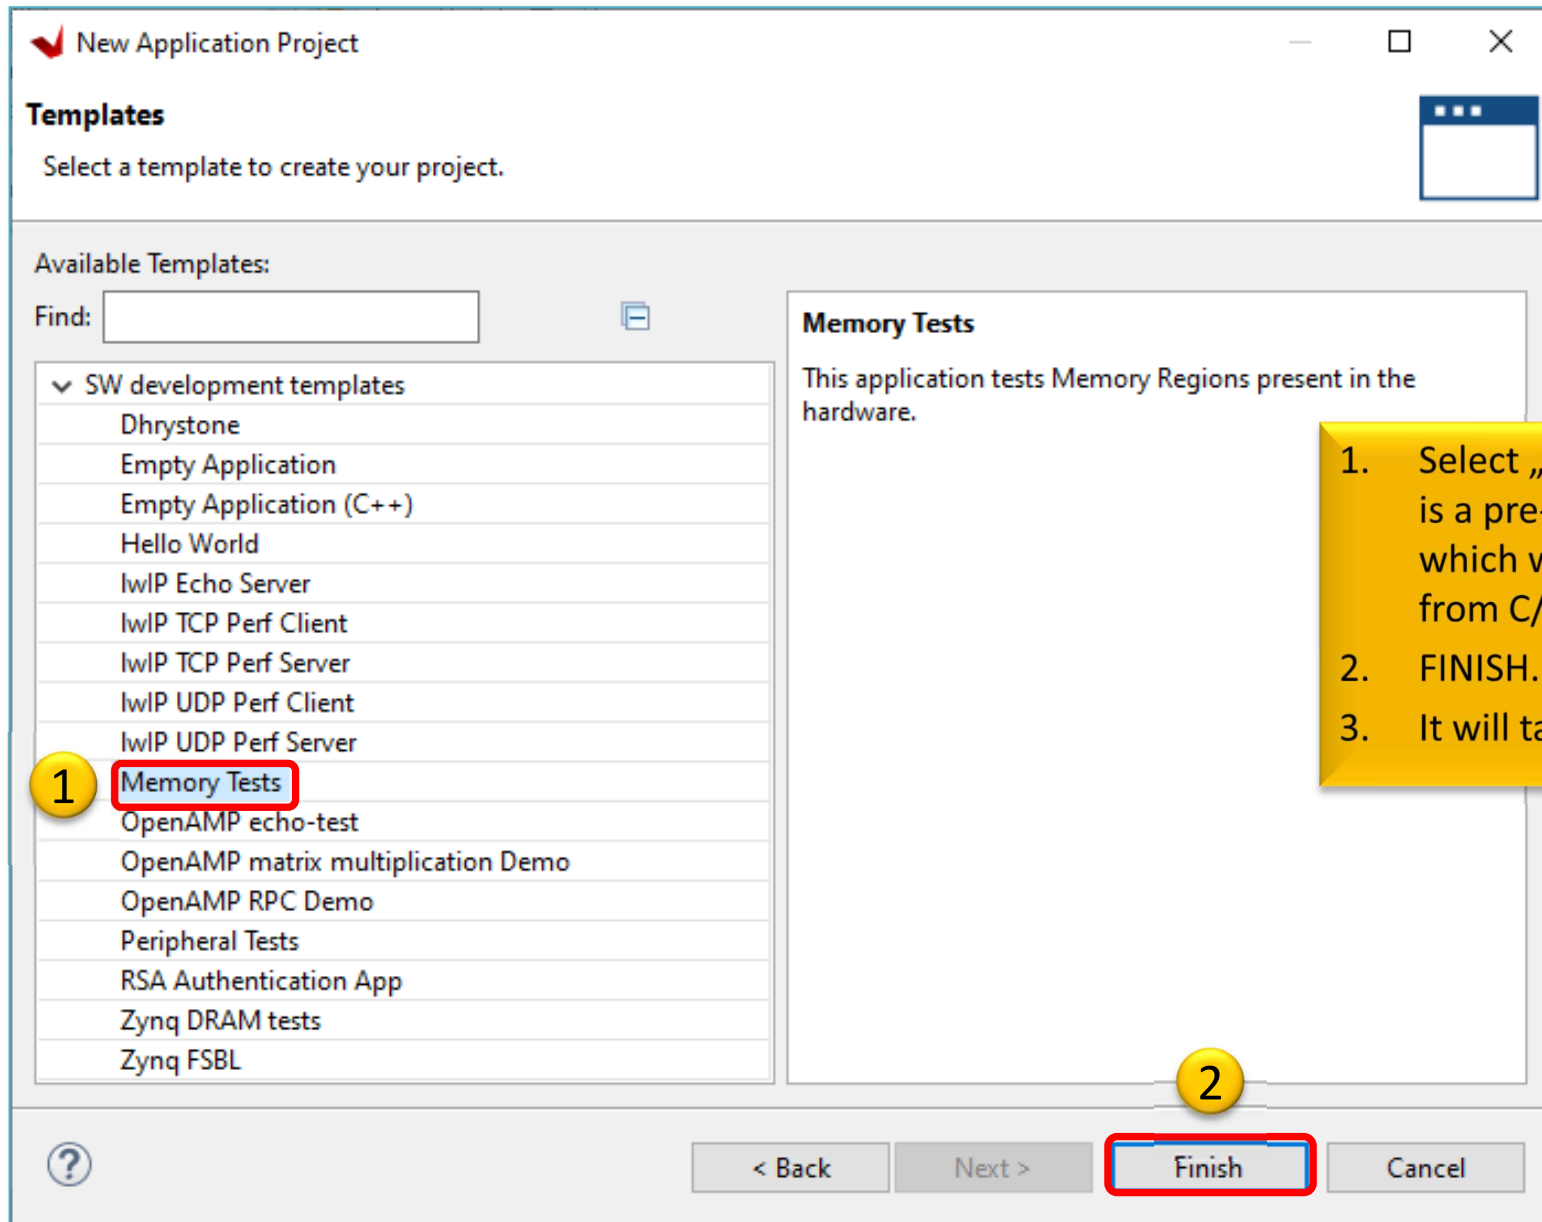 New Application Project
Templates
Select a template to create your project.
Available Templates:
Find:
SW development templates
Dhrystone
Empty Application
Empty Application (C++)
Hello World
lwIP Echo Server
lwIP TCP Perf Client
lwIP TCP Perf Server
lwIP UDP Perf Client
lwIP UDP Perf Server
1
Memory Tests
OpenAMP echo-test
OpenAMP matrix multiplication Demo
OpenAMP RPC Demo
Peripheral Tests
RSA Authentication App
Zynq DRAM tests
Zynq FSBL
Memory Tests
This application tests Memory Regions present in the
hardware.
1. Select „
is a pre-
which
from C/
2. FINISH.
3. It will
2
?
< Back
Next >
Finish
Cancel